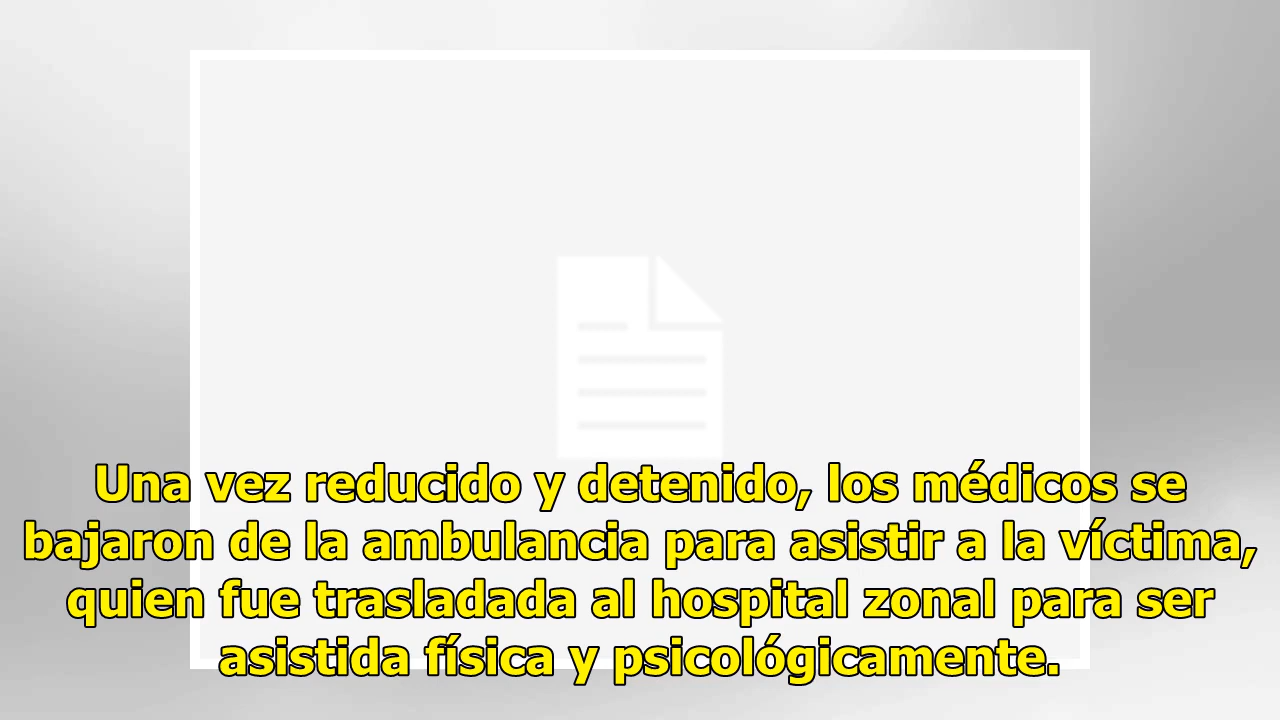 Una vez reducido y detenido, los médicos se
bajaron de la ambulancia para asistir a la víctima,
quien fue trasladada al hospital zonal para ser
asistida física y psicológicamente.